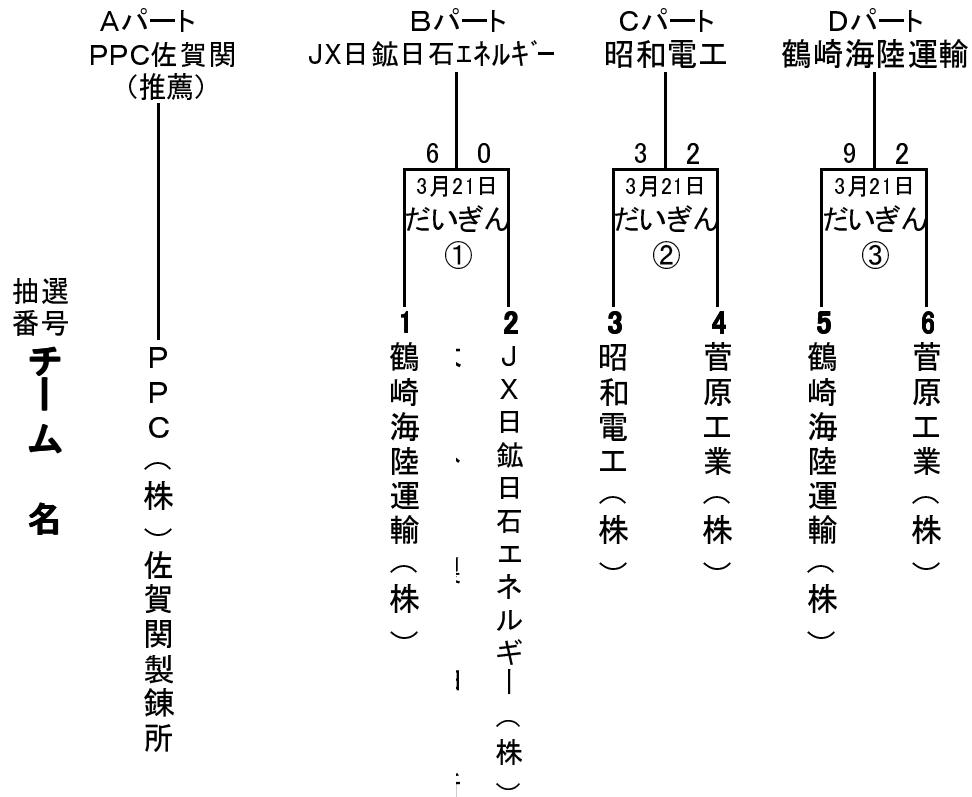 Aパート
PPC佐賀関
（推薦）
Bパート
JX日鉱日石ｴﾈﾙｷﾞｰ
Cパート
昭和電工
Dパート
鶴崎海陸運輸
6 0
3月21日
だいぎん
①
3 2
3月21日
だいぎん
②
9 2
3月21日
だいぎん
③
抽選
番号
1
2
3
4
5
6
チーム名
PPC（株）佐賀関製錬所
鶴崎海陸運輸（株）
JX日鉱日石エネルギー（株）
昭和電工（株）
菅原工業（株）
鶴崎海陸運輸（株）
菅原工業（株）